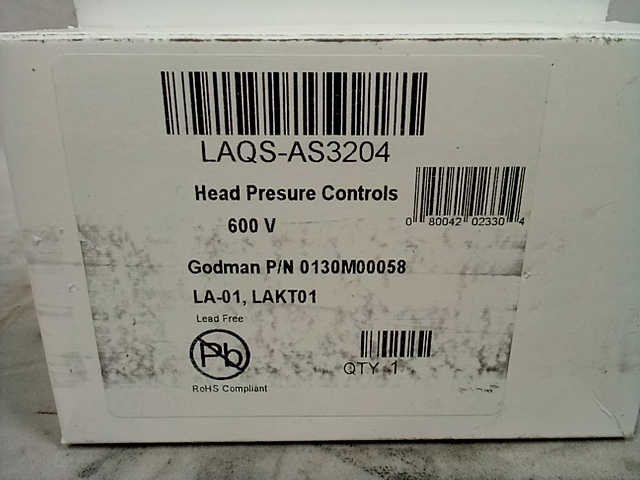 LAQS-AS3204
Head Presure Controls
0 80042 02330 4
600 V
Godman P/N 0130M00058
LA-01, LAKT01
Lead Free
Pb
QTY 1
RoHS Compliant